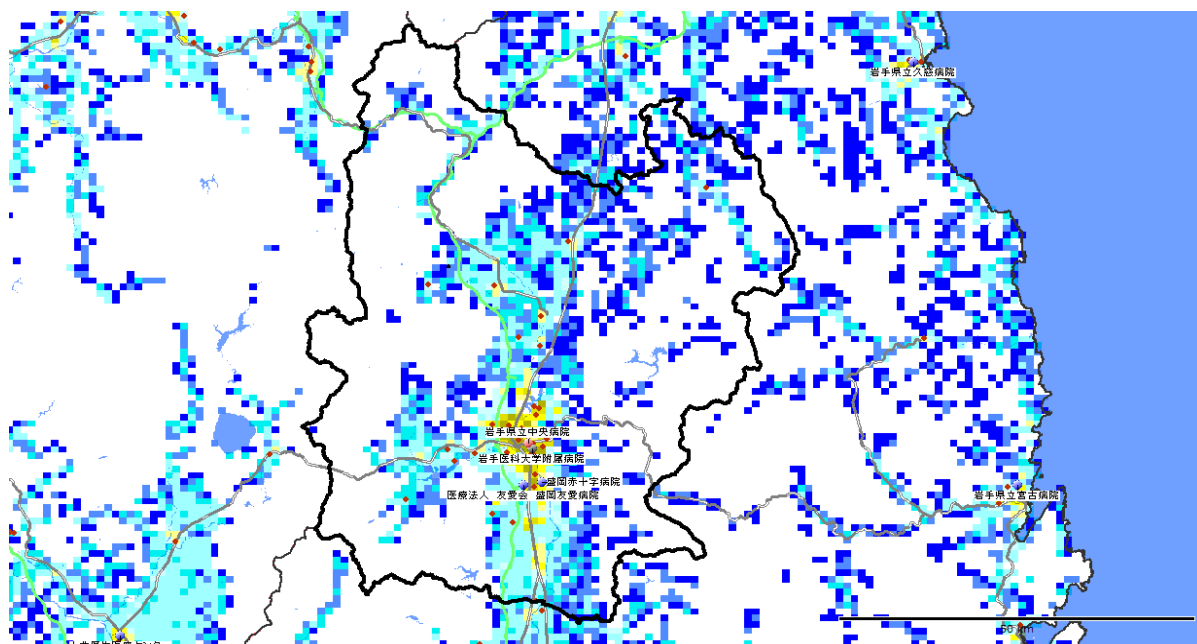 岩手県立久慈病院
岩手県立中央病院
岩手医科大学附属病院
盛岡赤十字病院
医療法人 友愛会 盛岡友愛病院
岩手県立宮古病院
50 km